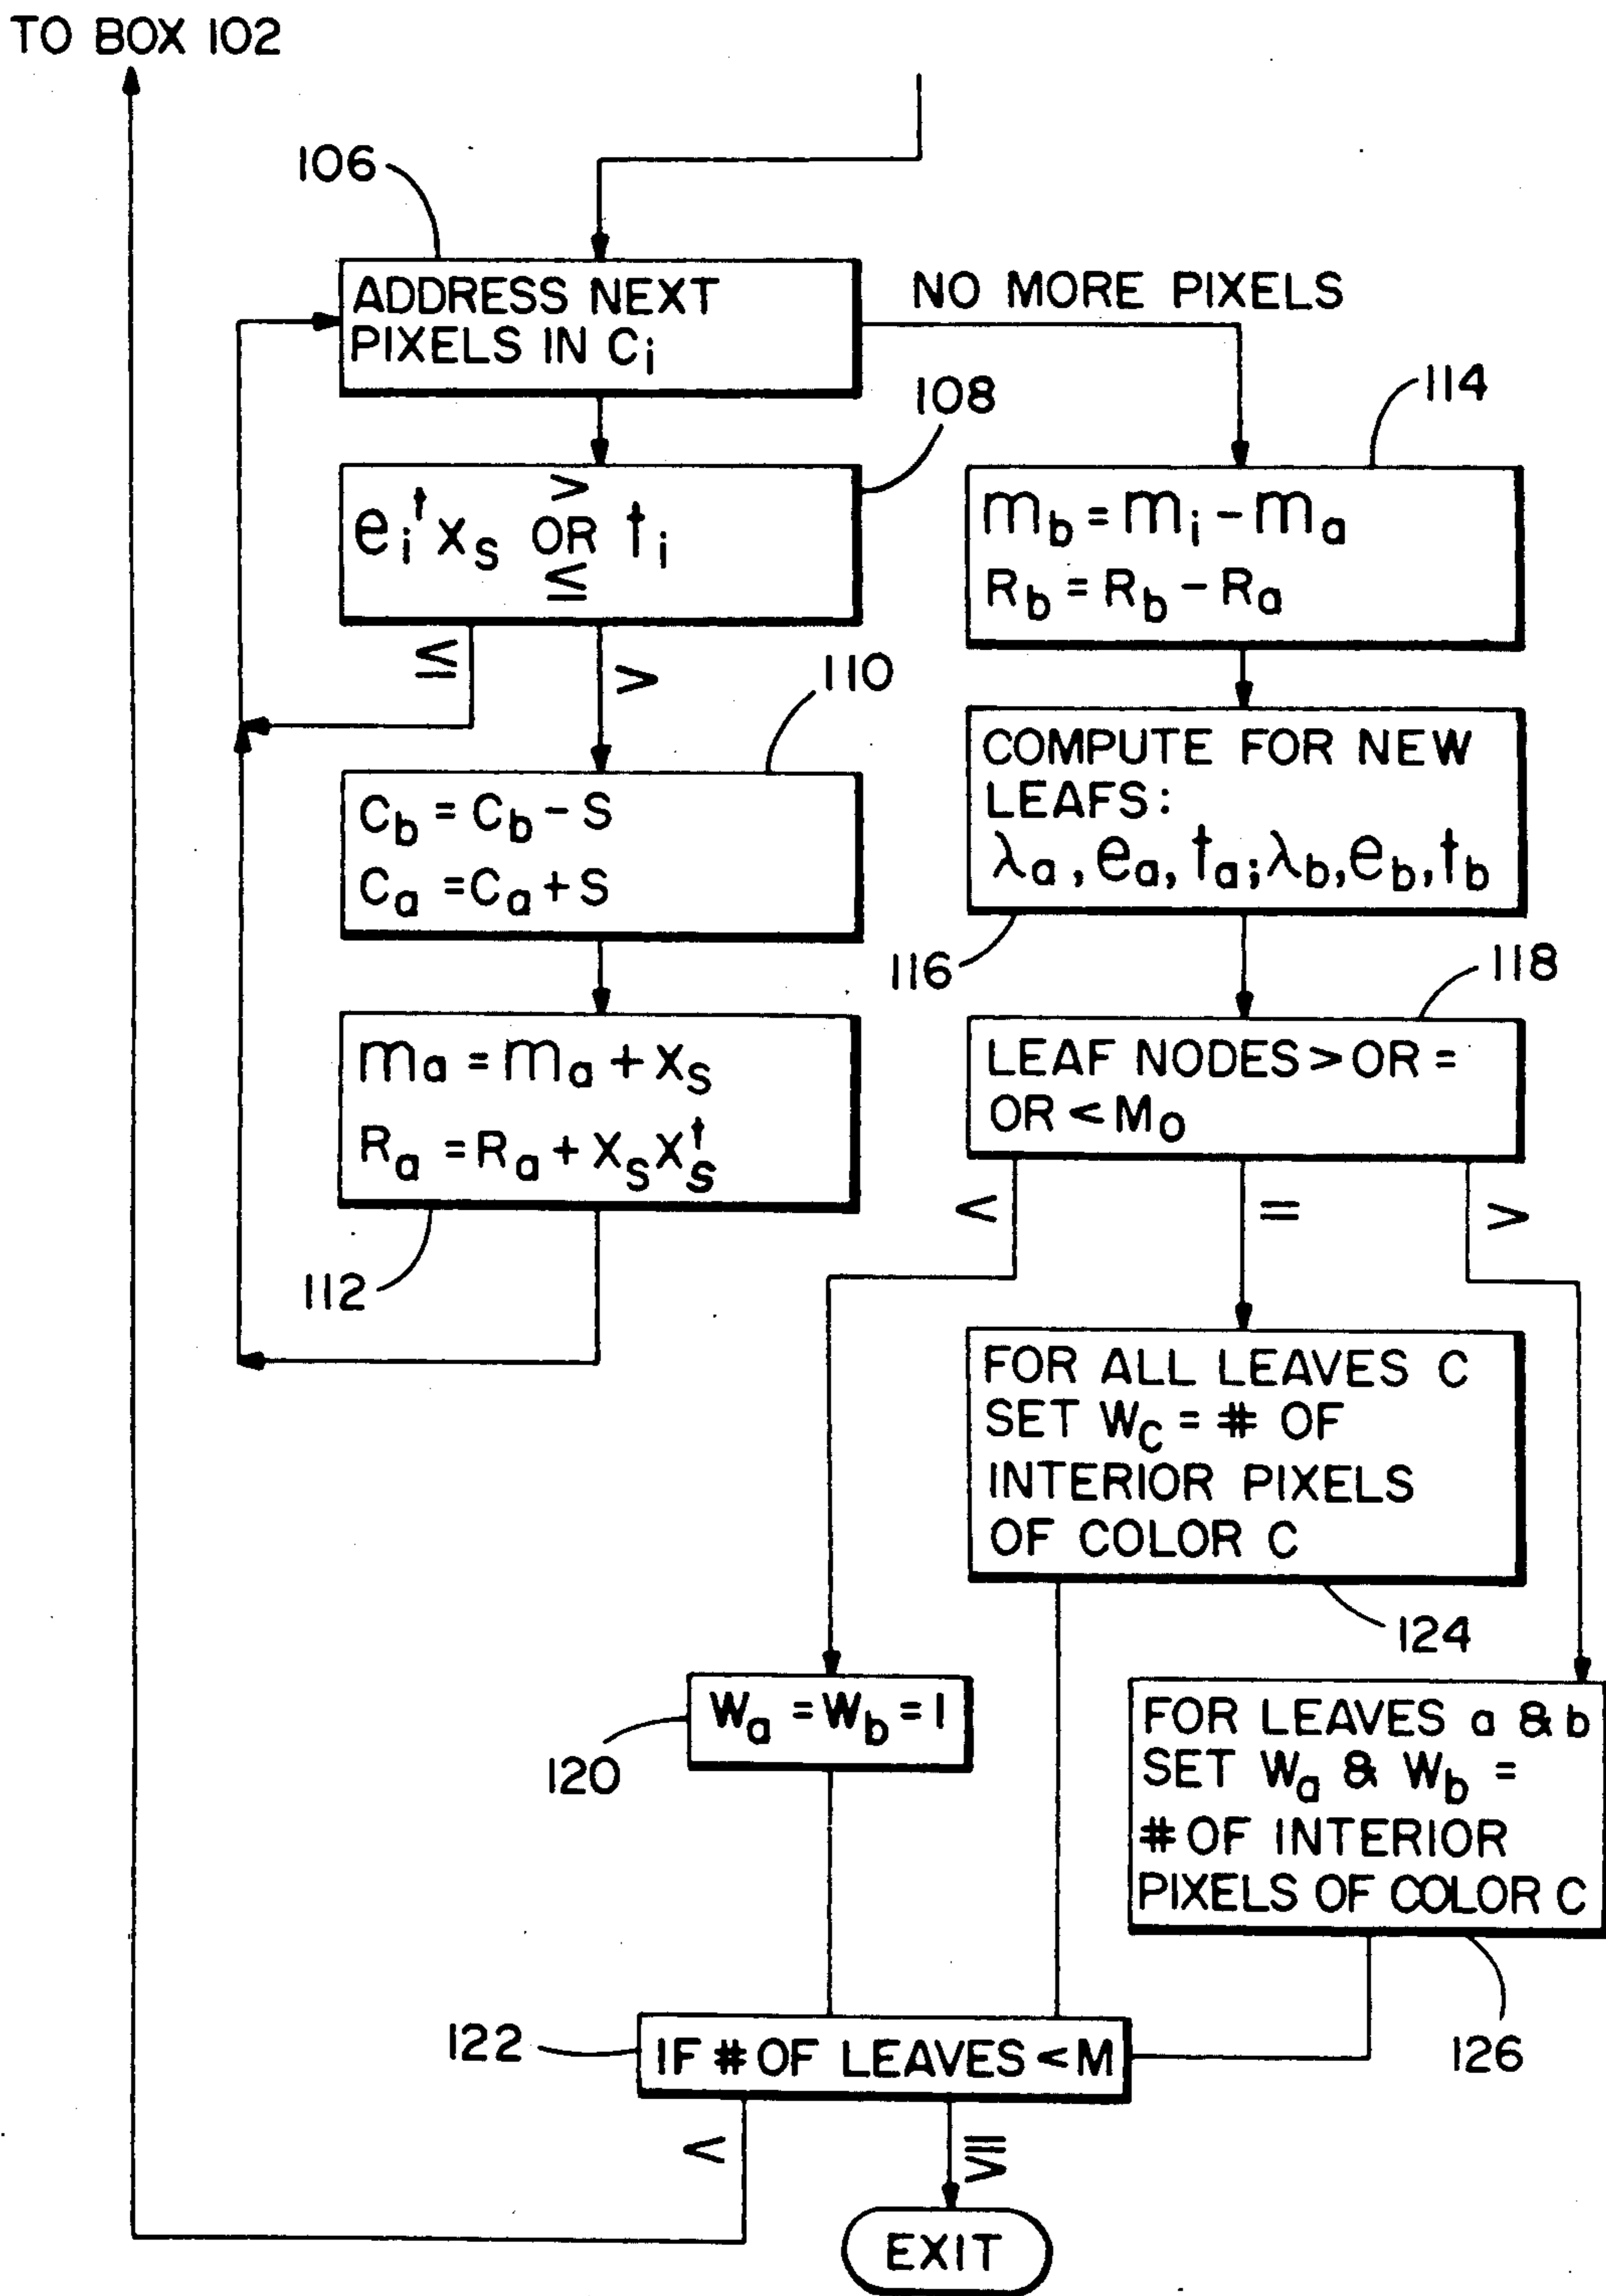 TO BOX 102
106
ADDRESS NEXT
PIXELS IN Ci
NO MORE PIXELS
108
>
ei^t xs OR ti
≤
≤
>
110
Cb = Cb - S
Ca = Ca + S
ma = ma + xs
Ra = Ra + xs xs^t
112
114
mb = mi - ma
Rb = Rb - Ra
COMPUTE FOR NEW
LEAFS:
λa, ea, ta; λb, eb, tb
116
118
LEAF NODES > OR =
OR < Mo
<
=
>
FOR ALL LEAVES C
SET Wc = # OF
INTERIOR PIXELS
OF COLOR C
124
Wa = Wb = 1
120
FOR LEAVES a & b
SET Wa & Wb =
# OF INTERIOR
PIXELS OF COLOR C
126
122
IF # OF LEAVES < M
<
≥
EXIT